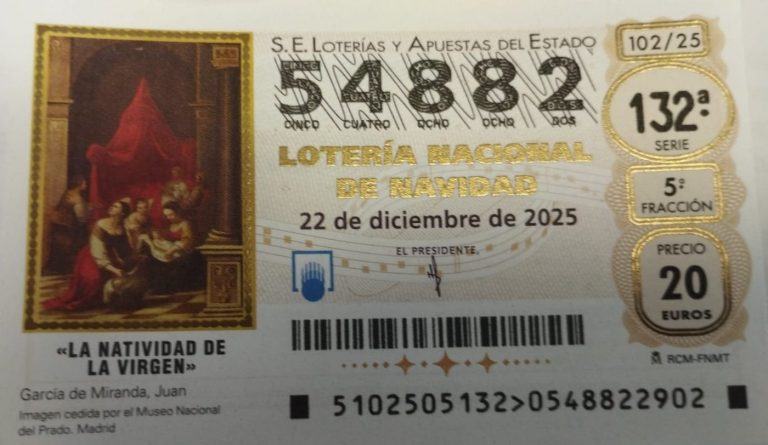 S.E. LOTERÍAS Y APUESTAS DEL ESTADO
102/25
54882
CINCO CUATRO OCHO OCHO DOS
132ª
SERIE
LOTERÍA NACIONAL
DE NAVIDAD
5ª
FRACCIÓN
22 de diciembre de 2025
EL PRESIDENTE,
PRECIO
20
EUROS
RCM-FNMT
«LA NATIVIDAD DE
LA VIRGEN»
García de Miranda, Juan
Imagen cedida por el Museo Nacional
del Prado. Madrid
5102505132>0548822902